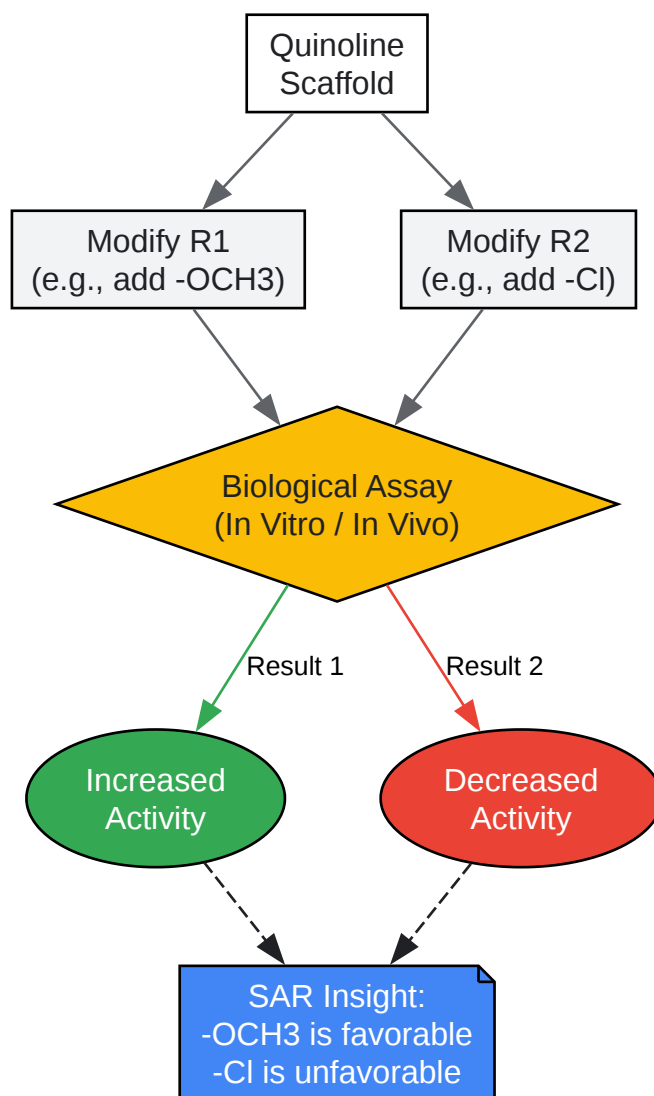 Quinoline
Scaffold
Modify R1
(e.g., add -OCH3)
Modify R2
(e.g., add -Cl)
Biological Assay
(In Vitro / In Vivo)
Result 1
Result 2
Increased
Activity
Decreased
Activity
SAR Insight:
-OCH3 is favorable
-Cl is unfavorable